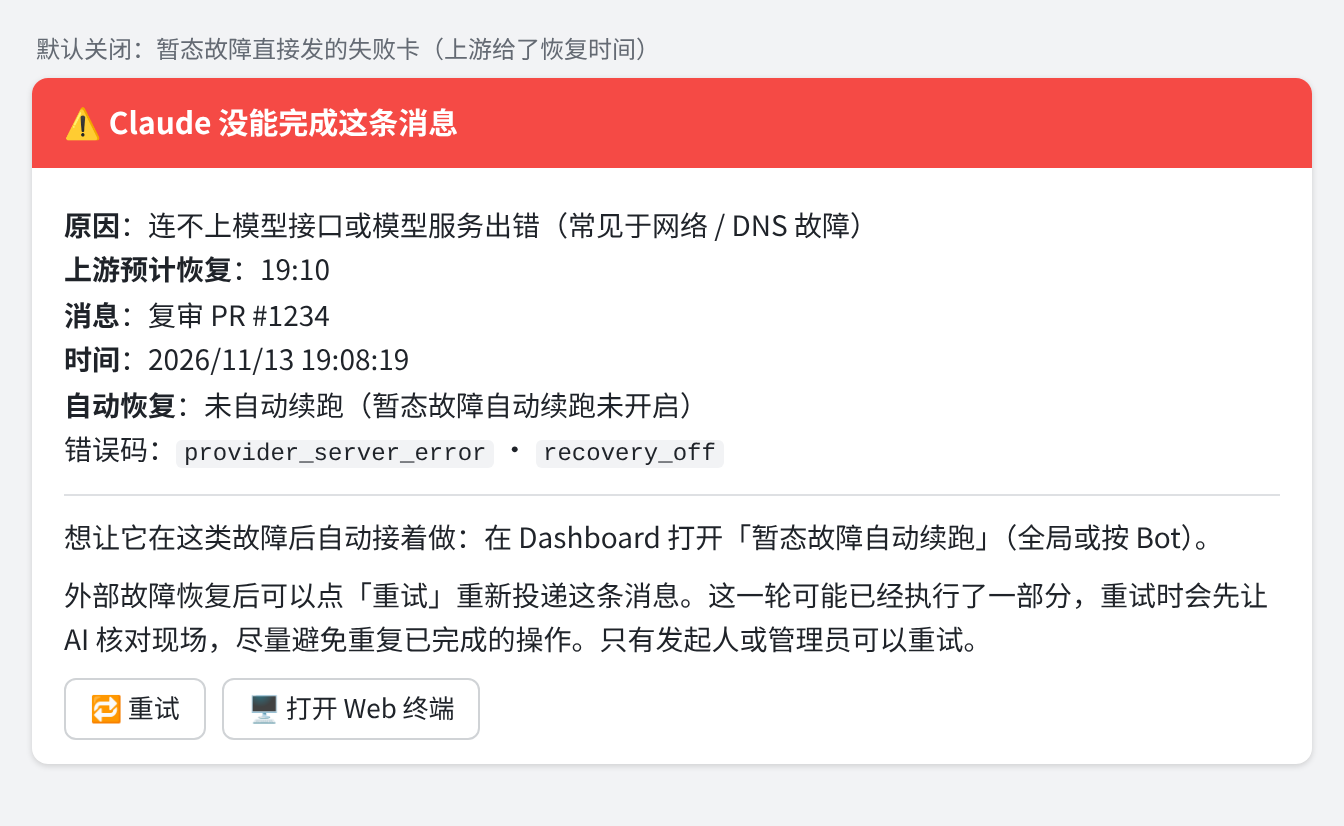 默认关闭：暂态故障直接发的失败卡（上游给了恢复时间）
⚠️ Claude 没能完成这条消息
原因：连不上模型接口或模型服务出错（常见于网络 / DNS 故障）
上游预计恢复：19:10
消息：复审 PR #1234
时间：2026/11/13 19:08:19
自动恢复：未自动续跑（暂态故障自动续跑未开启）
错误码： provider_server_error · recovery_off
想让它在这类故障后自动接着做：在 Dashboard 打开「暂态故障自动续跑」（全局或按 Bot）。
外部故障恢复后可以点「重试」重新投递这条消息。这一轮可能已经执行了一部分，重试时会先让
AI 核对现场，尽量避免重复已完成的操作。只有发起人或管理员可以重试。
🔁 重试
🖥️ 打开 Web 终端